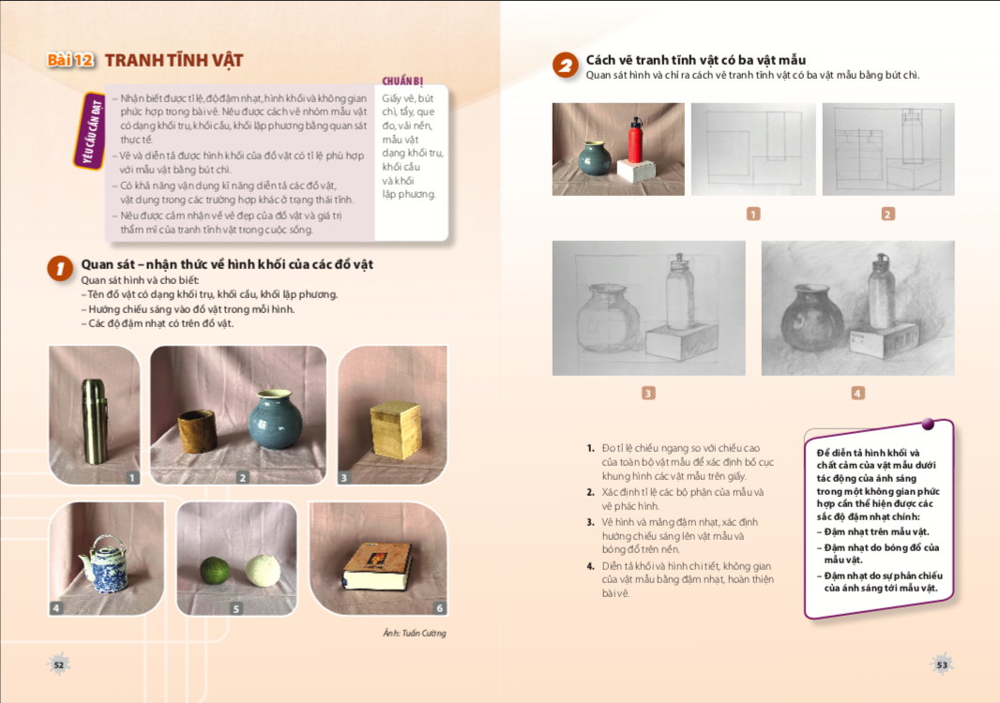 Bài 12 TRANH TĨNH VẬT
YÊU CẦU CẦN ĐẠT
– Nhận biết được tỉ lệ, độ đậm nhạt, hình khối và không gian
phức hợp trong bài vẽ. Nêu được cách vẽ nhóm mẫu vật
có dạng khối trụ, khối cầu, khối lập phương bằng quan sát
thực tế.
– Vẽ và diễn tả được hình khối của đồ vật có tỉ lệ phù hợp
với mẫu vật bằng bút chì.
– Có khả năng vận dụng kĩ năng diễn tả các đồ vật,
vật dụng trong các trường hợp khác ở trạng thái tĩnh.
– Nêu được cảm nhận về vẻ đẹp của đồ vật và giá trị
thẩm mĩ của tranh tĩnh vật trong cuộc sống.
CHUẨN BỊ
Giấy vẽ, bút
chì, tẩy, que
đo, vải nền,
mẫu vật
dạng khối trụ,
khối cầu
và khối
lập phương.
1 Quan sát – nhận thức về hình khối của các đồ vật
Quan sát hình và cho biết:
– Tên đồ vật có dạng khối trụ, khối cầu, khối lập phương.
– Hướng chiếu sáng vào đồ vật trong mỗi hình.
– Các độ đậm nhạt có trên đồ vật.
1
2
3
4
5
6
Ảnh: Tuấn Cường
52
2 Cách vẽ tranh tĩnh vật có ba vật mẫu
Quan sát hình và chỉ ra cách vẽ tranh tĩnh vật có ba vật mẫu bằng bút chì.
1
2
3
4
1. Đo tỉ lệ chiều ngang so với chiều cao
của toàn bộ vật mẫu để xác định bố cục
khung hình các vật mẫu trên giấy.
2. Xác định tỉ lệ các bộ phận của mẫu và
vẽ phác hình.
3. Vẽ hình và mảng đậm nhạt, xác định
hướng chiếu sáng lên vật mẫu và
bóng đổ trên nền.
4. Diễn tả khối và hình chi tiết, không gian
của vật mẫu bằng đậm nhạt, hoàn thiện
bài vẽ.
Để diễn tả hình khối và
chất cảm của vật mẫu dưới
tác động của ánh sáng
trong một không gian phức
hợp cần thể hiện được các
sắc độ đậm nhạt chính:
– Đậm nhạt trên mẫu vật.
– Đậm nhạt do bóng đổ của
mẫu vật.
– Đậm nhạt do sự phản chiếu
của ánh sáng tới mẫu vật.
53